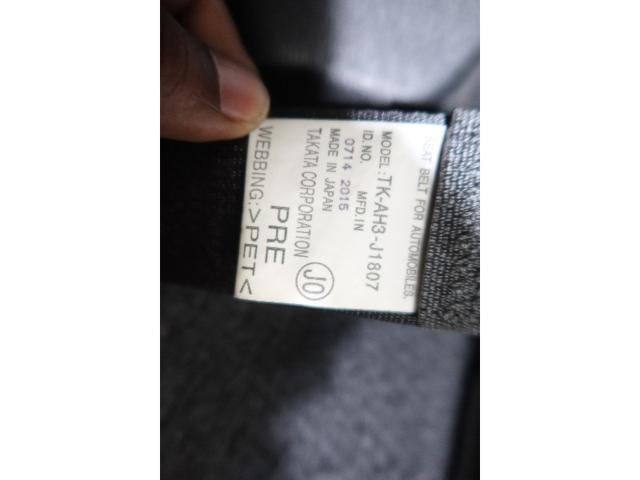 SEAT BELT FOR AUTOMOBILES.
MODEL:TK-AH3-J1807
ID.NO. MFD.IN
0714 2015
MADE IN JAPAN
TAKATA CORPORATION JO
PRE
WEBBING:>PET<